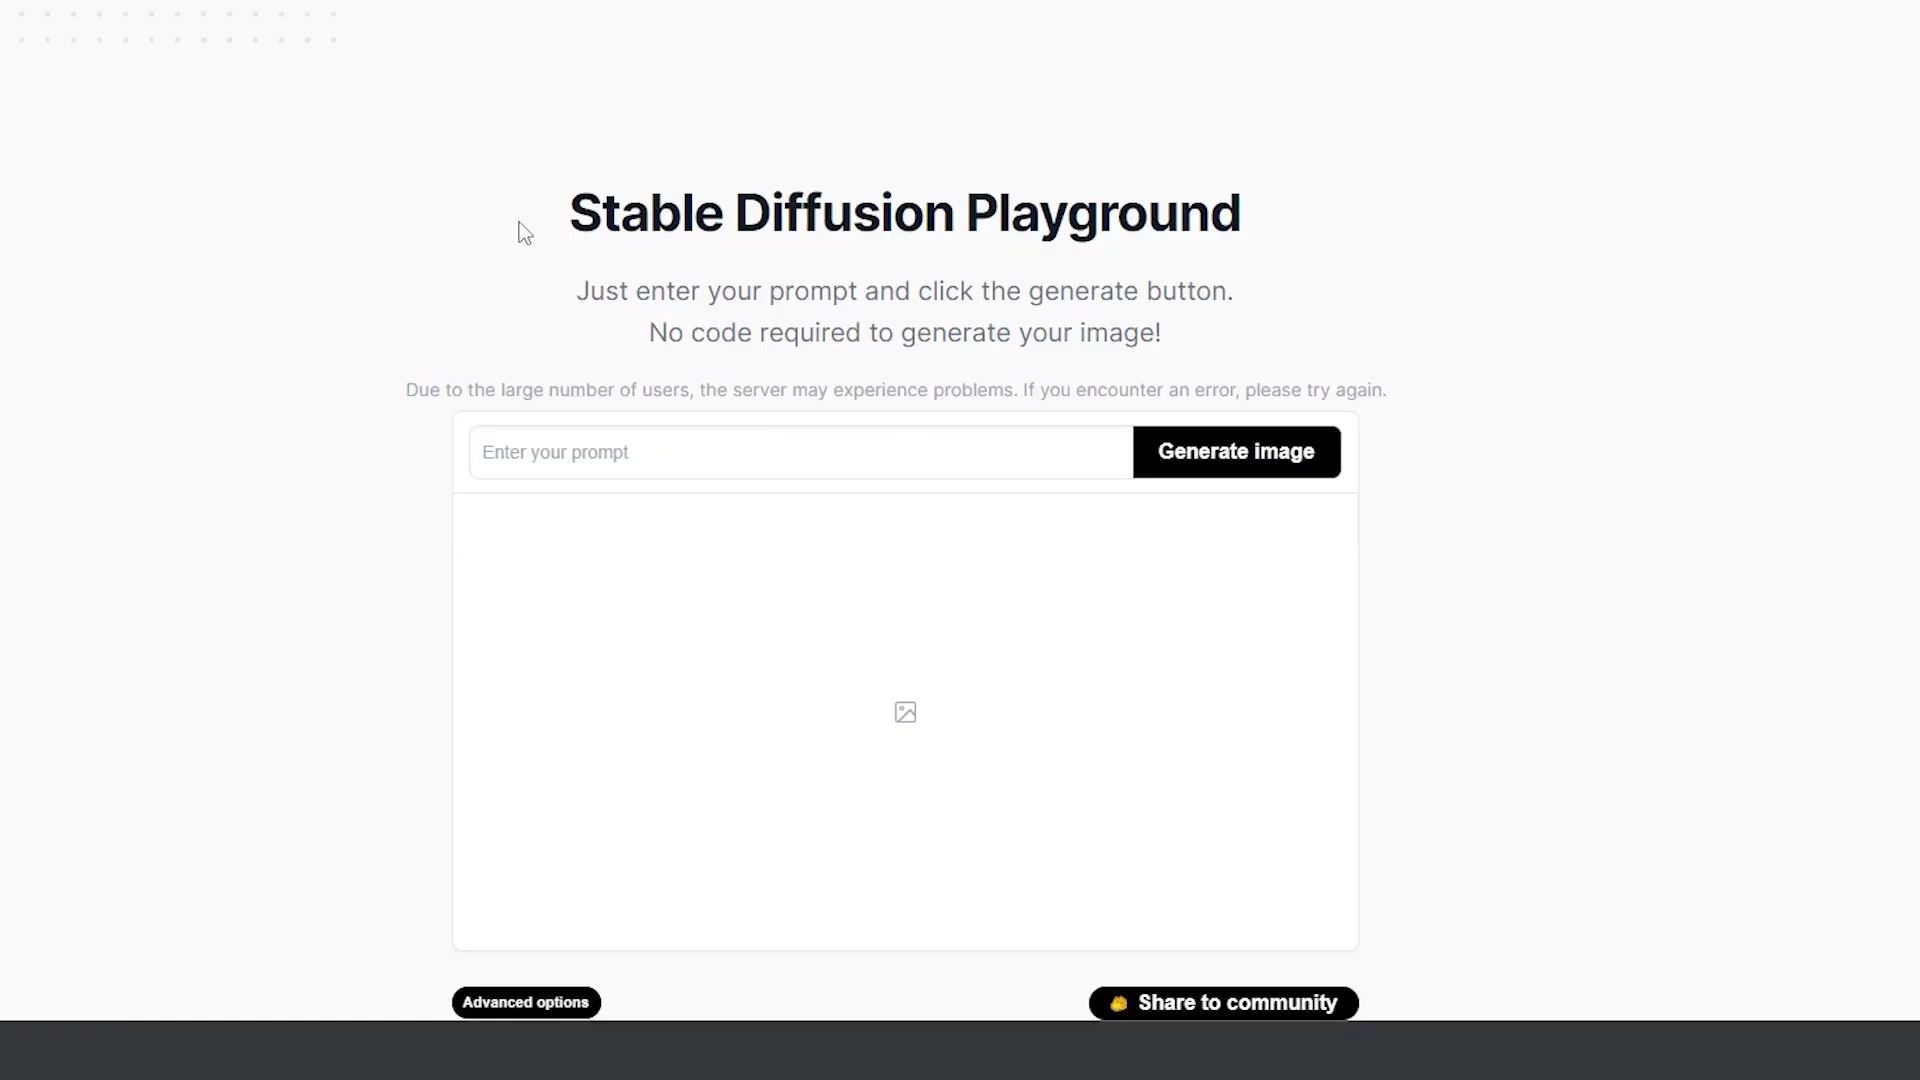 Stable Diffusion Playground
Just enter your prompt and click the generate button.
No code required to generate your image!
Due to the large number of users, the server may experience problems. If you encounter an error, please try again.
Enter your prompt
Generate image
Advanced options
Share to community